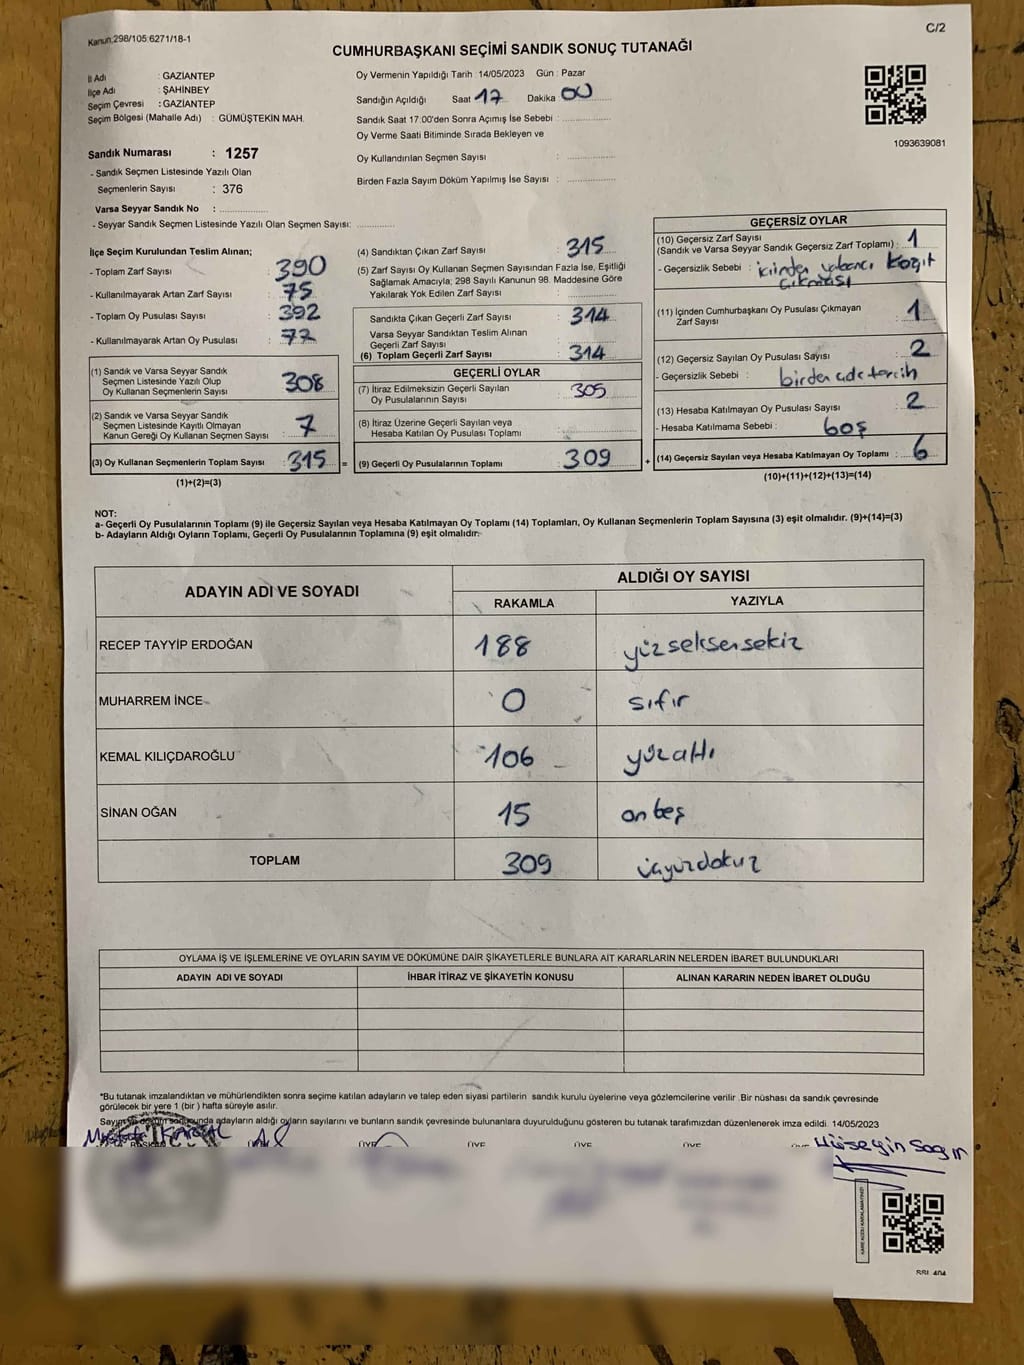 Kanun:298/105:6271/18-1
C/2
CUMHURBAŞKANI SEÇİMİ SANDIK SONUÇ TUTANAĞI
İl Adı : GAZİANTEP
İlçe Adı : ŞAHİNBEY
Seçim Çevresi : GAZİANTEP
Seçim Bölgesi (Mahalle Adı) : GÜMÜŞTEKİN MAH.
Oy Vermenin Yapıldığı Tarih : 14/05/2023 Gün : Pazar
Sandığın Açıldığı Saat 17 Dakika 00
Sandık Saat 17:00'den Sonra Açımış İse Sebebi :
Oy Verme Saati Bitiminde Sırada Bekleyen ve
Oy Kullandırılan Seçmen Sayısı :
Birden Fazla Sayım Döküm Yapılmış İse Sayısı :
1093639081
Sandık Numarası : 1257
- Sandık Seçmen Listesinde Yazılı Olan
Seçmenlerin Sayısı : 376
Varsa Seyyar Sandık No :
- Seyyar Sandık Seçmen Listesinde Yazılı Olan Seçmen Sayısı:
İlçe Seçim Kurulundan Teslim Alınan;
- Toplam Zarf Sayısı : 390
- Kullanılmayarak Artan Zarf Sayısı : 75
- Toplam Oy Pusulası Sayısı : 392
- Kullanılmayarak Artan Oy Pusulası : 77
(1) Sandık ve Varsa Seyyar Sandık
Seçmen Listesinde Yazılı Olup
Oy Kullanan Seçmenlerin Sayısı : 308
(2) Sandık ve Varsa Seyyar Sandık
Seçmen Listesinde Kayıtlı Olmayan
Kanun Gereği Oy Kullanan Seçmen Sayısı : 7
(3) Oy Kullanan Seçmenlerin Toplam Sayısı : 315 =
(1)+(2)=(3)
(4) Sandıktan Çıkan Zarf Sayısı : 315
(5) Zarf Sayısı Oy Kullanan Seçmen Sayısından Fazla İse, Eşitliği
Sağlamak Amacıyla; 298 Sayılı Kanunun 98. Maddesine Göre
Yakılarak Yok Edilen Zarf Sayısı :
Sandıkta Çıkan Geçerli Zarf Sayısı : 314
Varsa Seyyar Sandıktan Teslim Alınan
Geçerli Zarf Sayısı :
(6) Toplam Geçerli Zarf Sayısı : 314
GEÇERLİ OYLAR
(7) İtiraz Edilmeksizin Geçerli Sayılan
Oy Pusulalarının Sayısı : 305
(8) İtiraz Üzerine Geçerli Sayılan veya
Hesaba Katılan Oy Pusulası Toplamı :
(9) Geçerli Oy Pusulalarının Toplamı : 309 +
GEÇERSİZ OYLAR
(10) Geçersiz Zarf Sayısı
(Sandık ve Varsa Seyyar Sandık Geçersiz Zarf Toplamı) : 1
- Geçersizlik Sebebi : içinden yabancı kağıt
çıkması
(11) İçinden Cumhurbaşkanı Oy Pusulası Çıkmayan
Zarf Sayısı : 1
(12) Geçersiz Sayılan Oy Pusulası Sayısı : 2
- Geçersizlik Sebebi : birden çok tercih
(13) Hesaba Katılmayan Oy Pusulası Sayısı : 2
- Hesaba Katılmama Sebebi : boş
(14) Geçersiz Sayılan veya Hesaba Katılmayan Oy Toplamı : 6
(10)+(11)+(12)+(13)=(14)
NOT:
a- Geçerli Oy Pusulalarının Toplamı (9) ile Geçersiz Sayılan veya Hesaba Katılmayan Oy Toplamı (14) Toplamları, Oy Kullanan Seçmenlerin Toplam Sayısına (3) eşit olmalıdır. (9)+(14)=(3)
b- Adayların Aldığı Oyların Toplamı, Geçerli Oy Pusulalarının Toplamına (9) eşit olmalıdır.
ADAYIN ADI VE SOYADI ALDIĞI OY SAYISI
RAKAMLA YAZIYLA
RECEP TAYYİP ERDOĞAN 188 yüzseksensekiz
MUHARREM İNCE 0 sıfır
KEMAL KILIÇDAROĞLU 106 yüzaltı
SİNAN OĞAN 15 onbeş
TOPLAM 309 üçyüzdokuz
OYLAMA İŞ VE İŞLEMLERİNE VE OYLARIN SAYIM VE DÖKÜMÜNE DAİR ŞİKAYETLERLE BUNLARA AİT KARARLARIN NELERDEN İBARET BULUNDUKLARI
ADAYIN ADI VE SOYADI İHBAR İTİRAZ VE ŞİKAYETİN KONUSU ALINAN KARARIN NEDEN İBARET OLDUĞU
*Bu tutanak imzalandıktan ve mühürlendikten sonra seçime katılan adayların ve talep eden siyasi partilerin sandık kurulu üyelerine veya gözlemcilerine verilir. Bir nüshası da sandık çevresinde
görülecek bir yere 1 (bir) hafta süreyle asılır.
Sayım ve döküm sonucunda adayların aldığı oyların sayılarını ve bunların sandık çevresinde bulunanlara duyurulduğunu gösteren bu tutanak tarafımızdan düzenlenerek imza edildi. 14/05/2023
ÜYE ÜYE ÜYE ÜYE
Hüseyin
KARE KODU KARALAMAYINIZ!